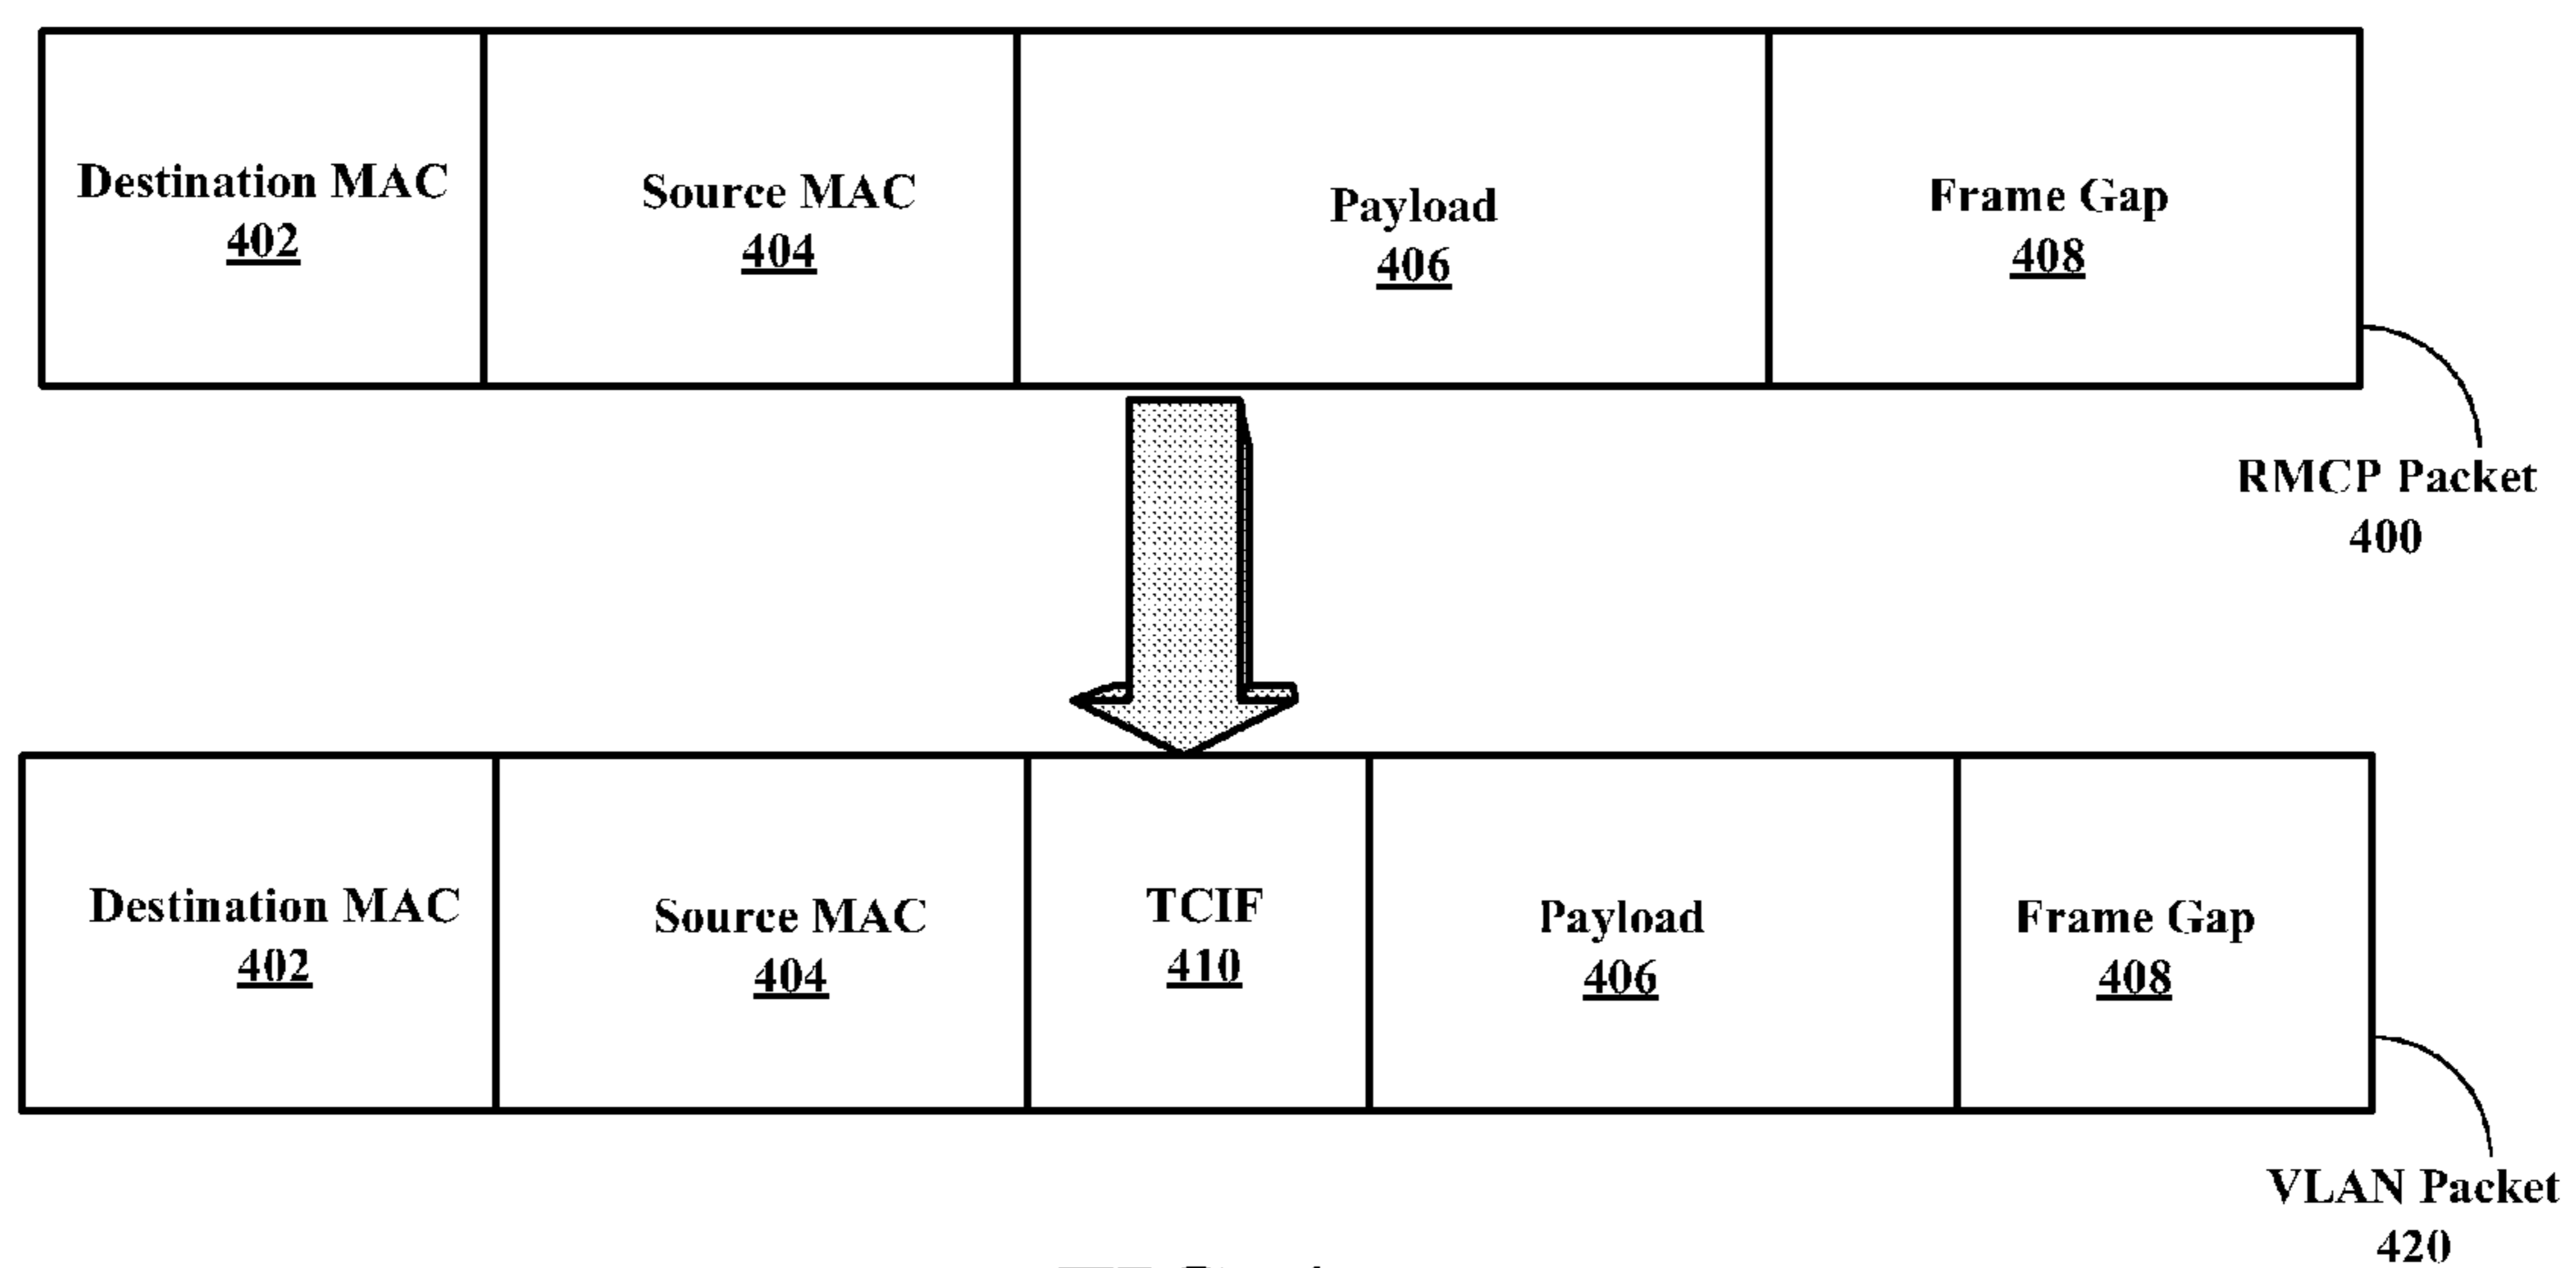 Destination MAC
402
Source MAC
404
Payload
406
Frame Gap
408
RMCP Packet
400
Destination MAC
402
Source MAC
404
TCIF
410
Payload
406
Frame Gap
408
VLAN Packet
420